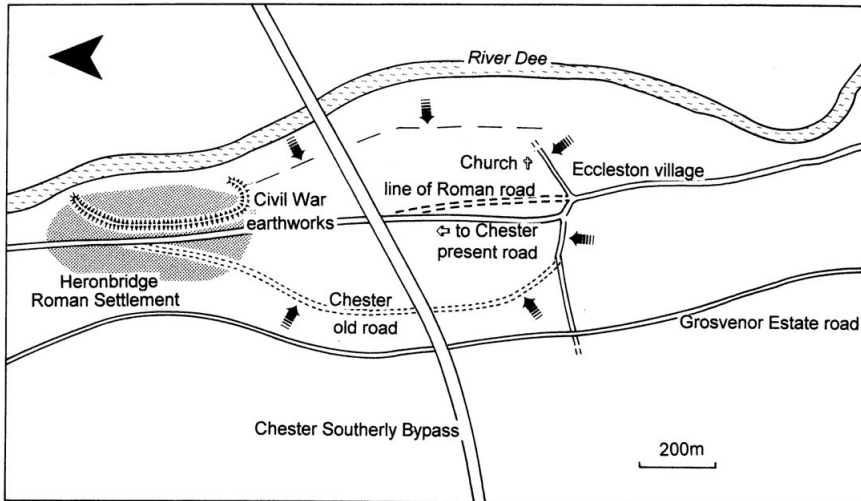 River Dee
Church
Eccleston village
line of Roman road
Civil War
earthworks
to Chester
present road
Heronbridge
Roman Settlement
Chester
old road
Grosvenor Estate road
Chester Southerly Bypass
200m